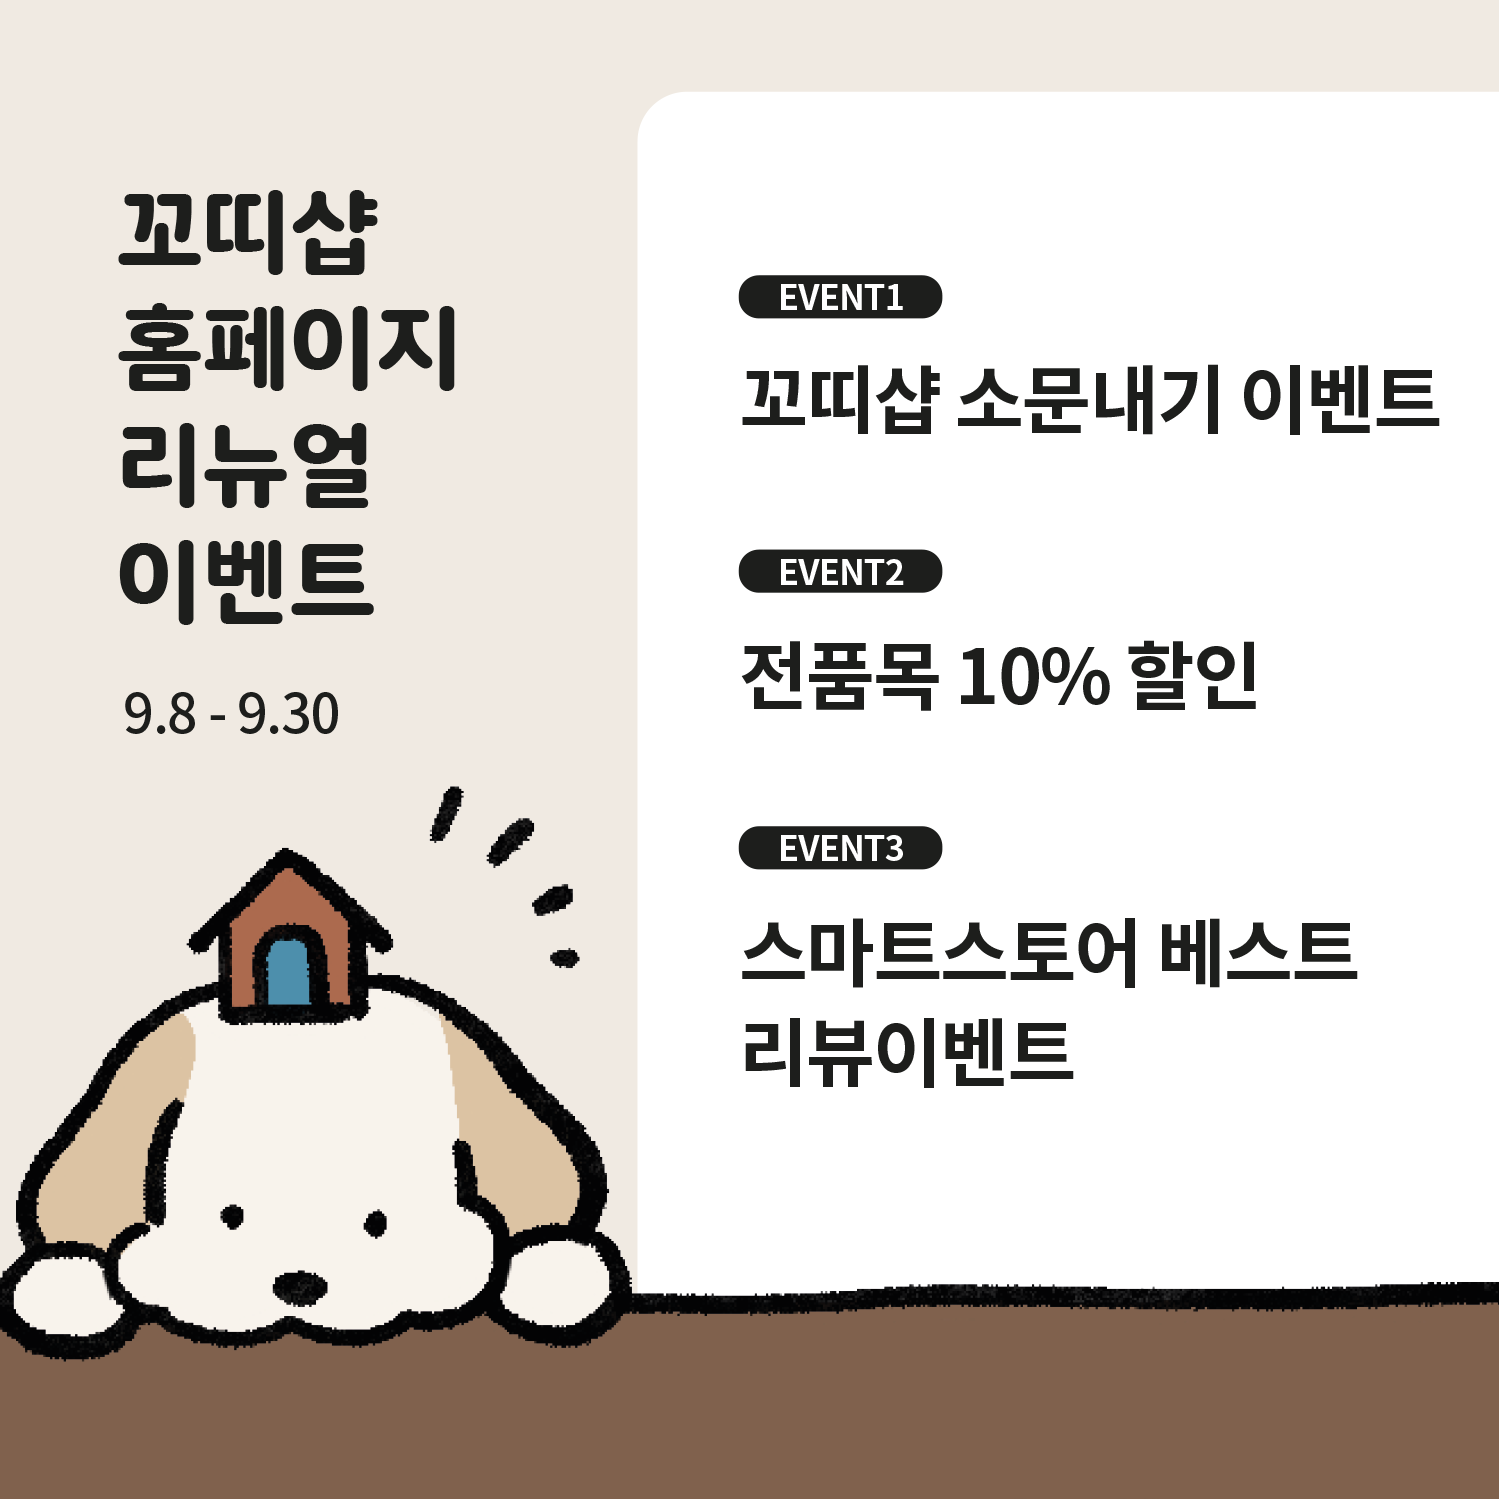 꼬띠샵
홈페이지
리뉴얼
이벤트
9.8 - 9.30
EVENT1
꼬띠샵 소문내기 이벤트
EVENT2
전품목 10% 할인
EVENT3
스마트스토어 베스트
리뷰이벤트